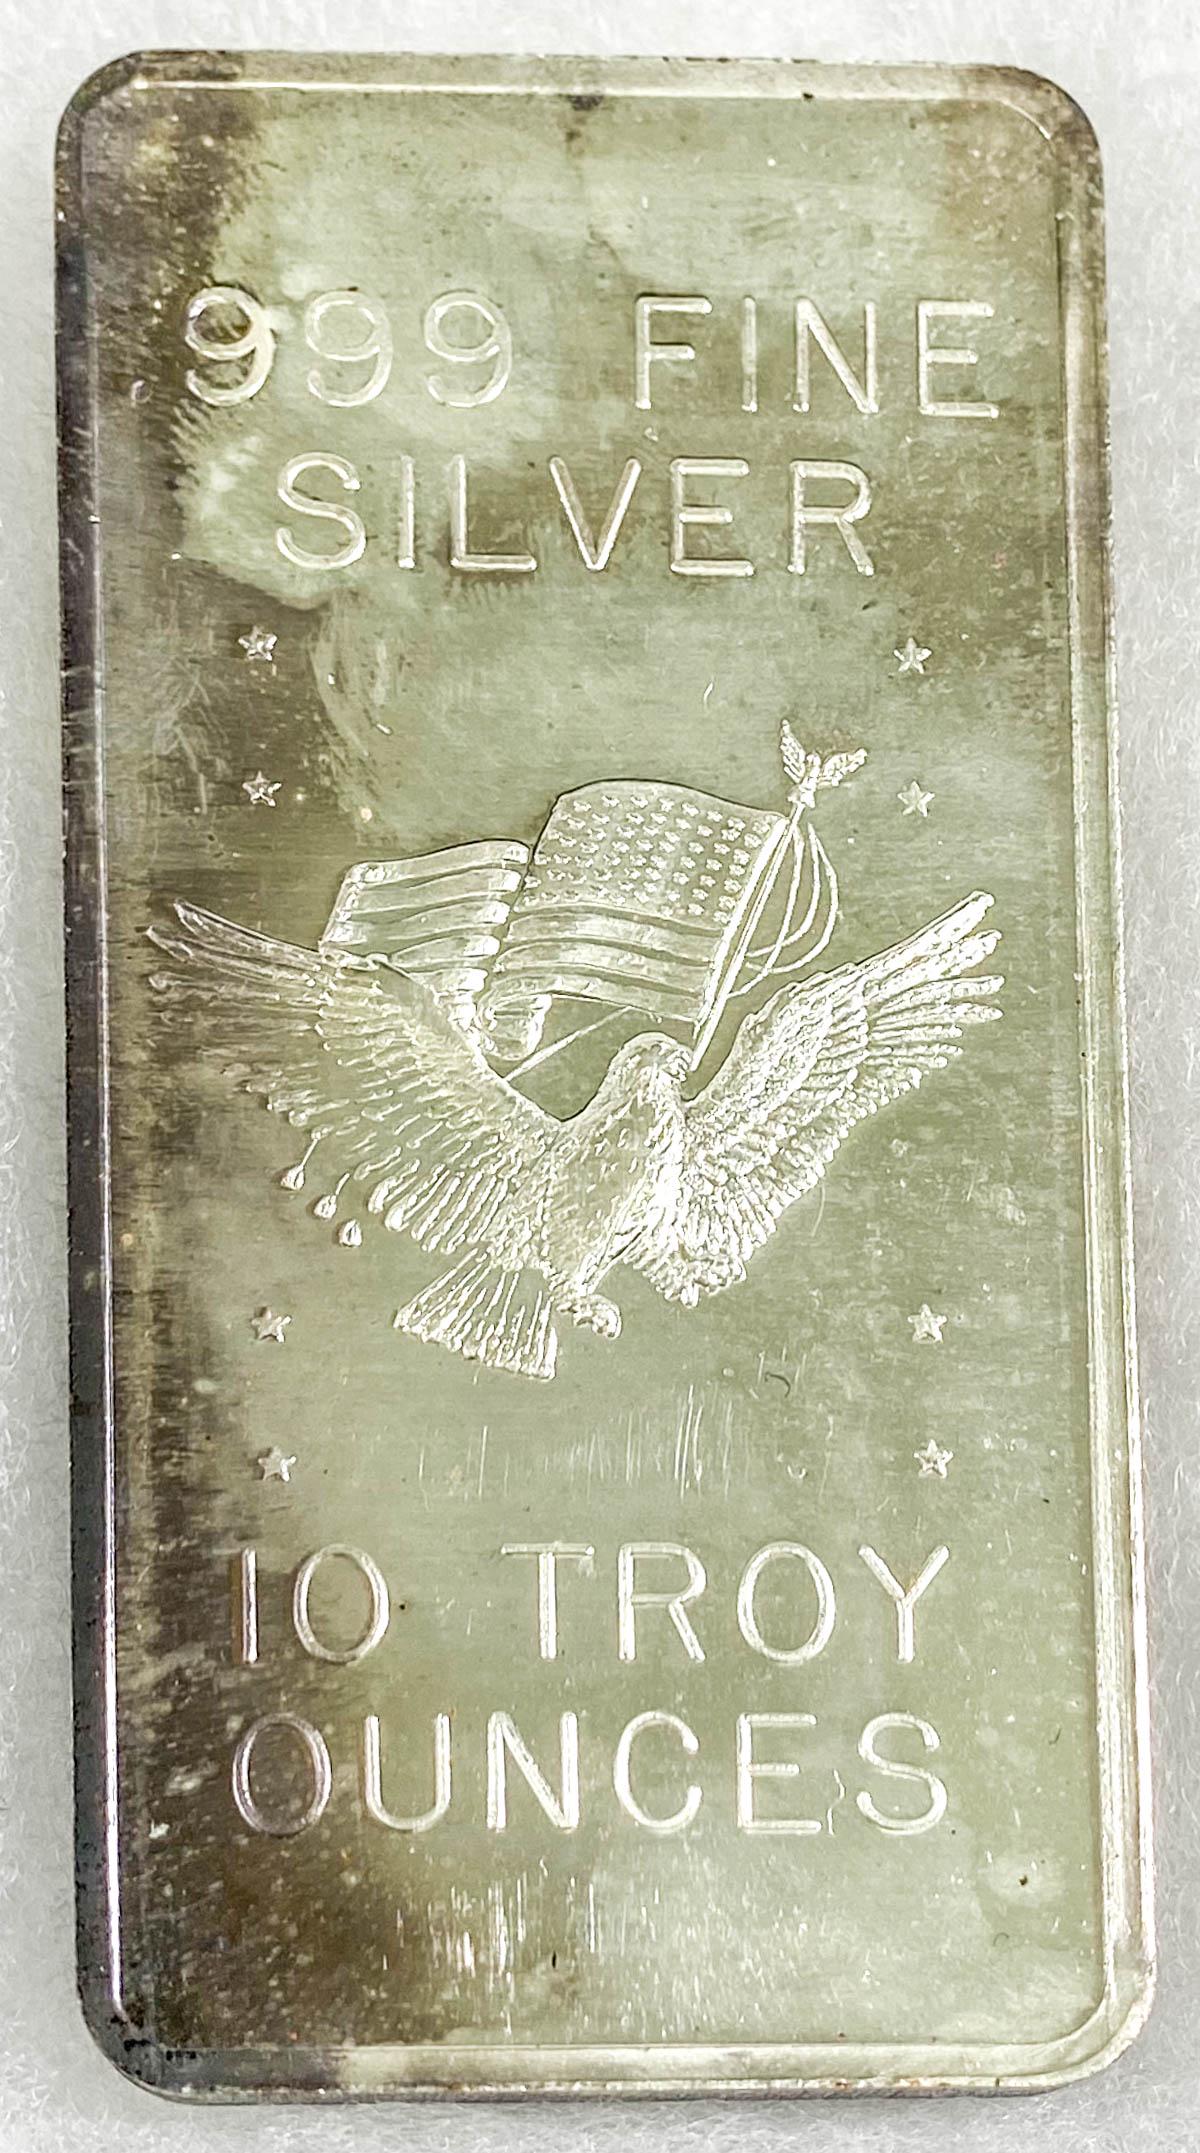 999 FINE
SILVER
10 TROY
OUNCES